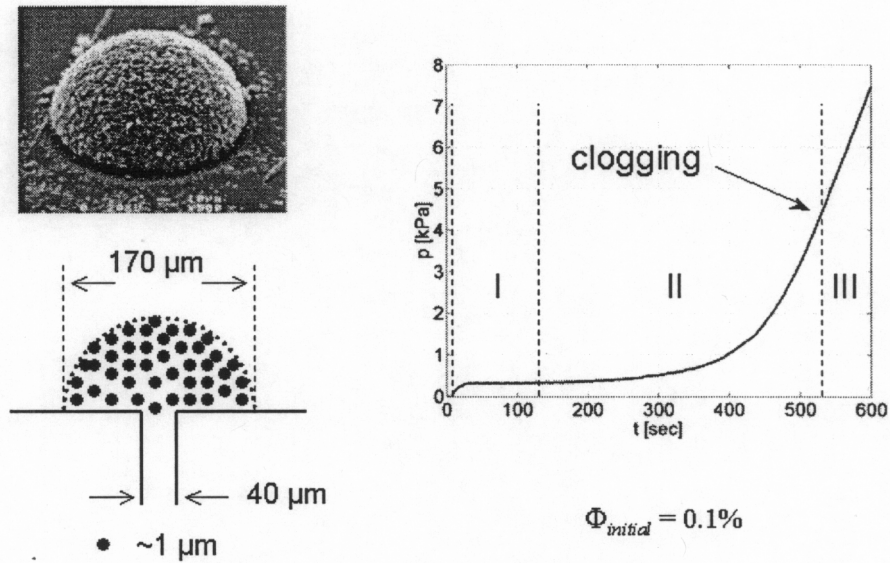 170 µm
40 µm
~1 µm
8
7
6
5
4
3
2
1
0
p [kPa]
clogging
I
II
III
0 100 200 300 400 500 600
t [sec]
Φinitial = 0.1%